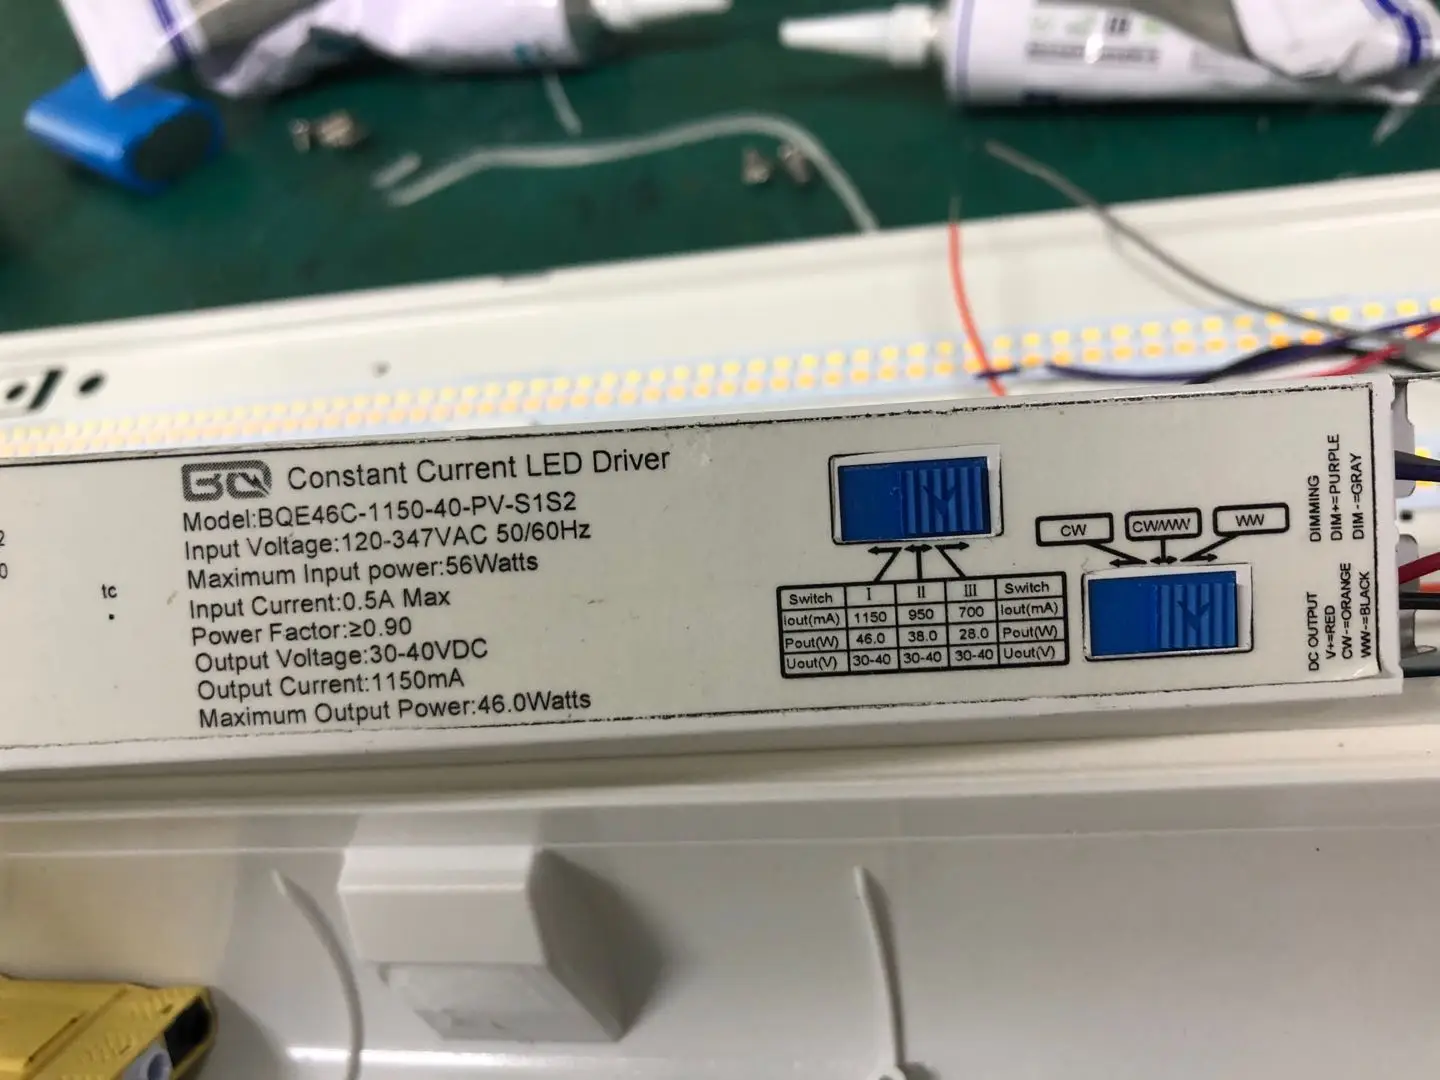 BQ Constant Current LED Driver
Model:BQE46C-1150-40-PV-S1S2
Input Voltage:120-347VAC 50/60Hz
Maximum Input power:56Watts
Input Current:0.5A Max
Power Factor:≥0.90
Output Voltage:30-40VDC
Output Current:1150mA
Maximum Output Power:46.0Watts
2
0
tc
Switch I II III Switch
Iout(mA) 1150 950 700 Iout(mA)
Pout(W) 46.0 38.0 28.0 Pout(W)
Uout(V) 30-40 30-40 30-40 Uout(V)
CW CW/WW WW
DIMMING
DIM+=PURPLE
DIM-=GRAY
DC OUTPUT
V+=RED
CW-=ORANGE
WW-=BLACK